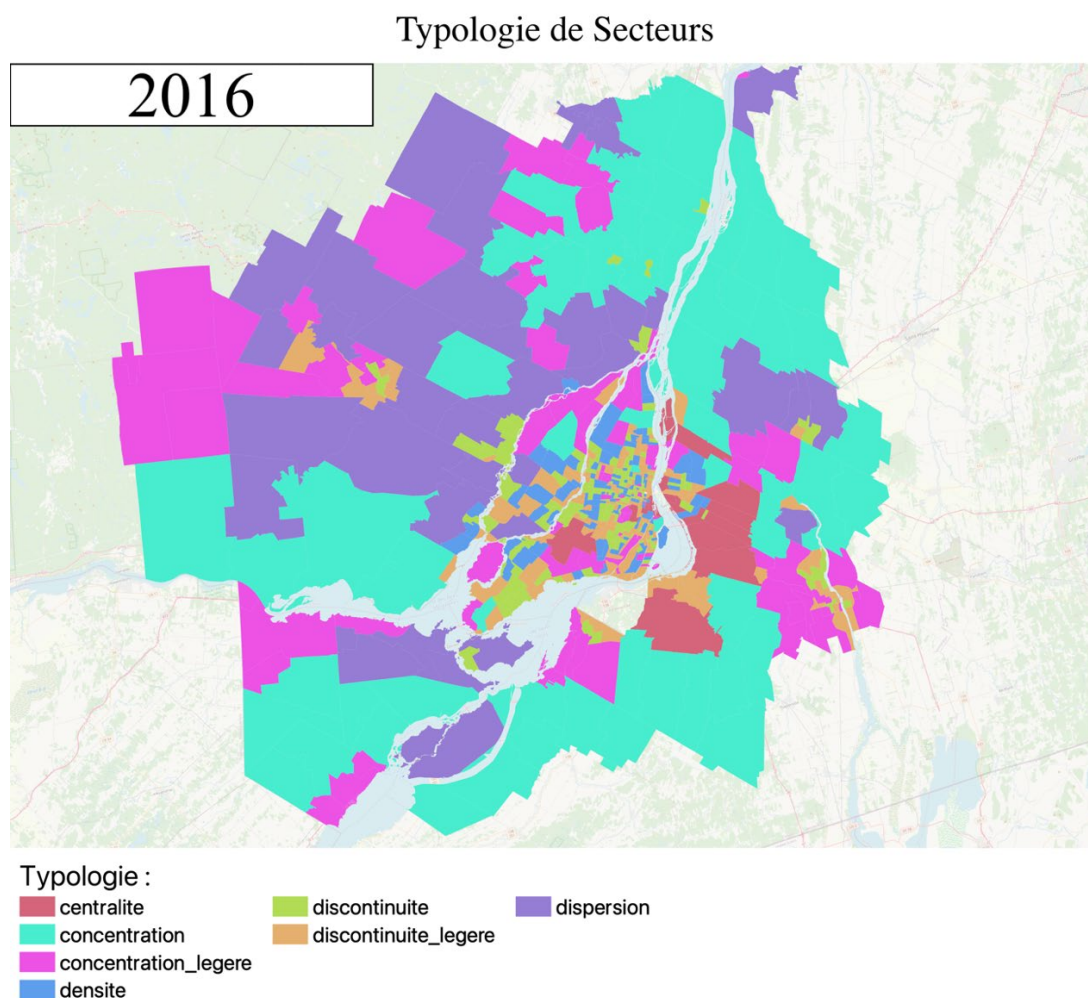 Typologie de Secteurs
2016
Typologie :
centralite
discontinuite
dispersion
concentration
discontinuite_legere
concentration_legere
densite